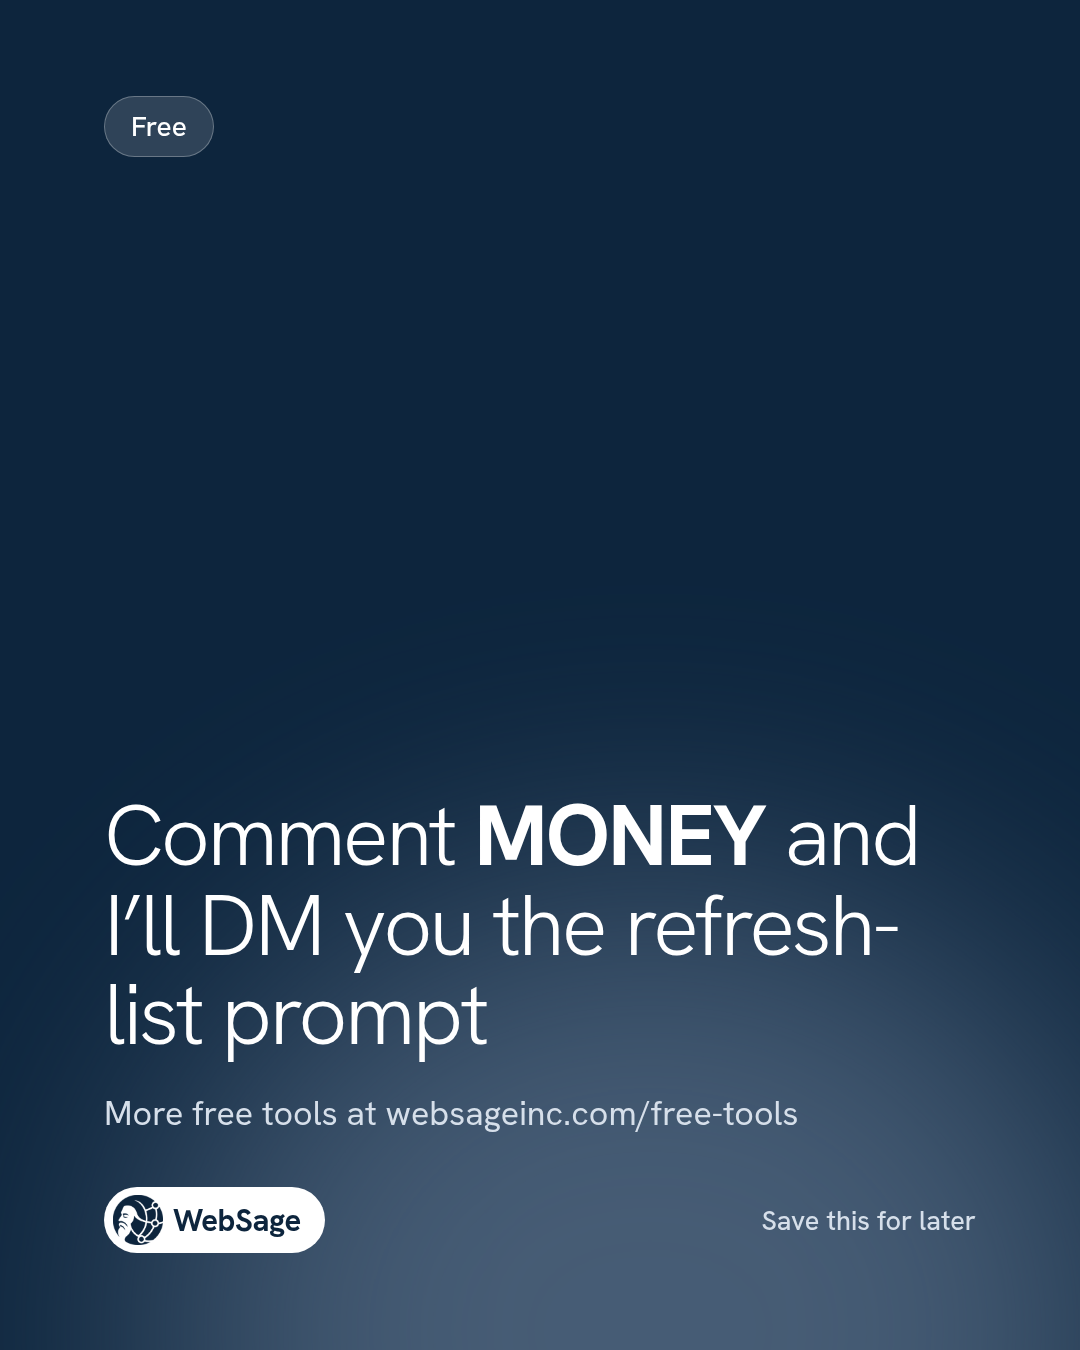 Free
Comment MONEY and
I’ll DM you the refresh-
list prompt
More free tools at websageinc.com/free-tools
WebSage
Save this for later